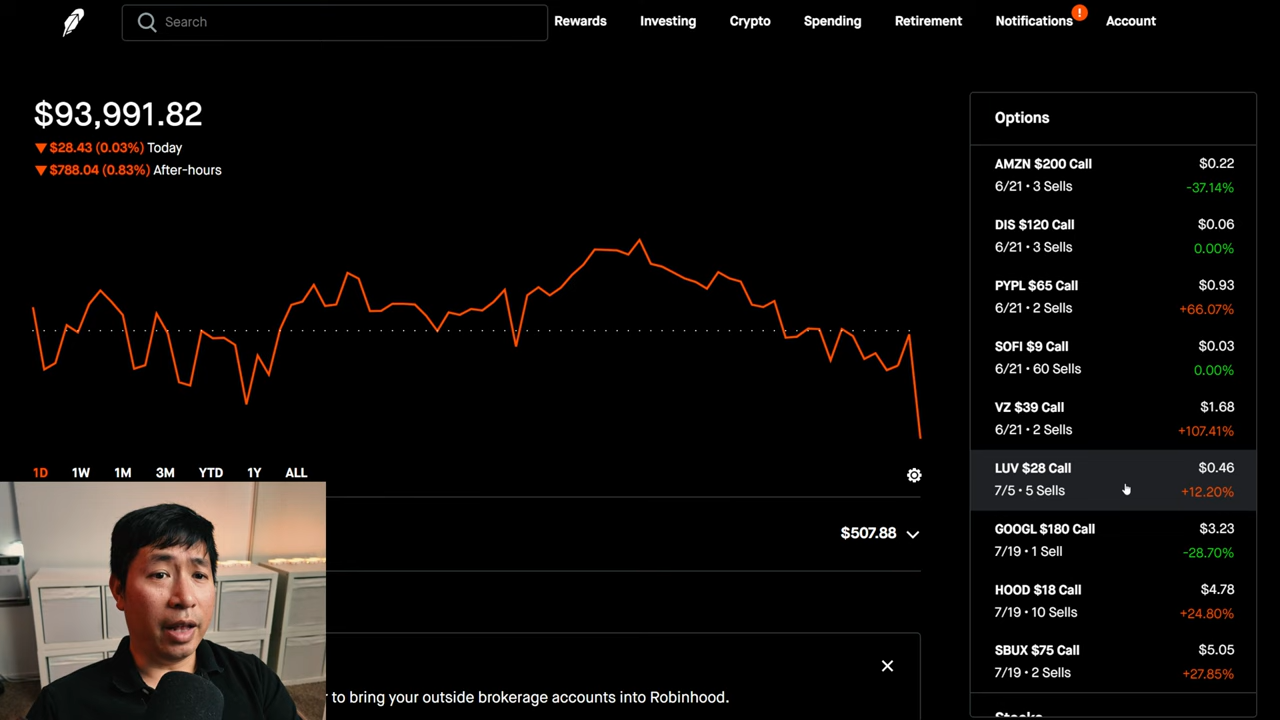 Search
Rewards
Investing
Crypto
Spending
Retirement
Notifications
!
Account
$93,991.82
▼ $28.43 (0.03%) Today
▼ $788.04 (0.83%) After-hours
1D 1W 1M 3M YTD 1Y ALL
$507.88
r to bring your outside brokerage accounts into Robinhood.
Options
AMZN $200 Call $0.22
6/21 • 3 Sells -37.14%
DIS $120 Call $0.06
6/21 • 3 Sells 0.00%
PYPL $65 Call $0.93
6/21 • 2 Sells +66.07%
SOFI $9 Call $0.03
6/21 • 60 Sells 0.00%
VZ $39 Call $1.68
6/21 • 2 Sells +107.41%
LUV $28 Call $0.46
7/5 • 5 Sells +12.20%
GOOGL $180 Call $3.23
7/19 • 1 Sell -28.70%
HOOD $18 Call $4.78
7/19 • 10 Sells +24.80%
SBUX $75 Call $5.05
7/19 • 2 Sells +27.85%